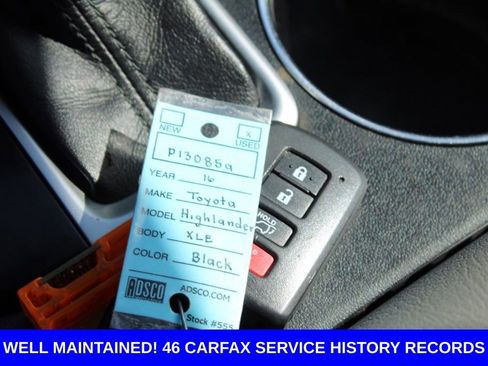 NEW
X
USED
P13085a
YEAR 16
MAKE Toyota
MODEL Highlander
BODY XLE
COLOR Black
ADSCO ADSCO.COM
Stock #555
HOLD
WELL MAINTAINED! 46 CARFAX SERVICE HISTORY RECORDS